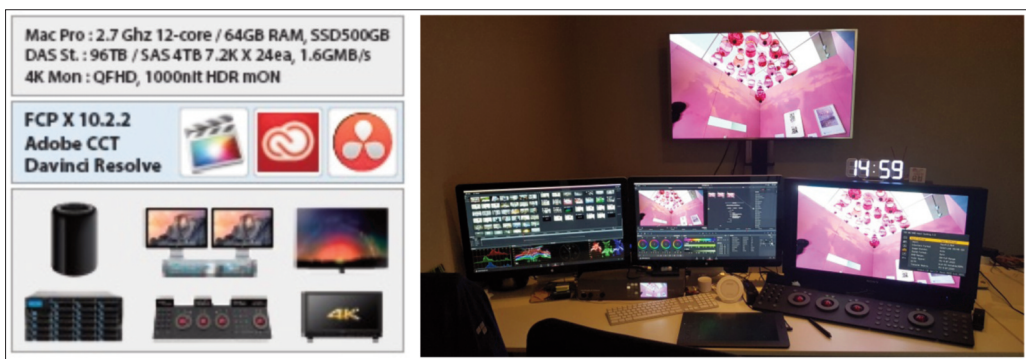 Mac Pro : 2.7 Ghz 12-core / 64GB RAM, SSD500GB
DAS St. : 96TB / SAS 4TB 7.2K X 24ea, 1.6GMB/s
4K Mon : QFHD, 1000nit HDR mON
FCP X 10.2.2
Adobe CCT
Davinci Resolve
4K
14:59